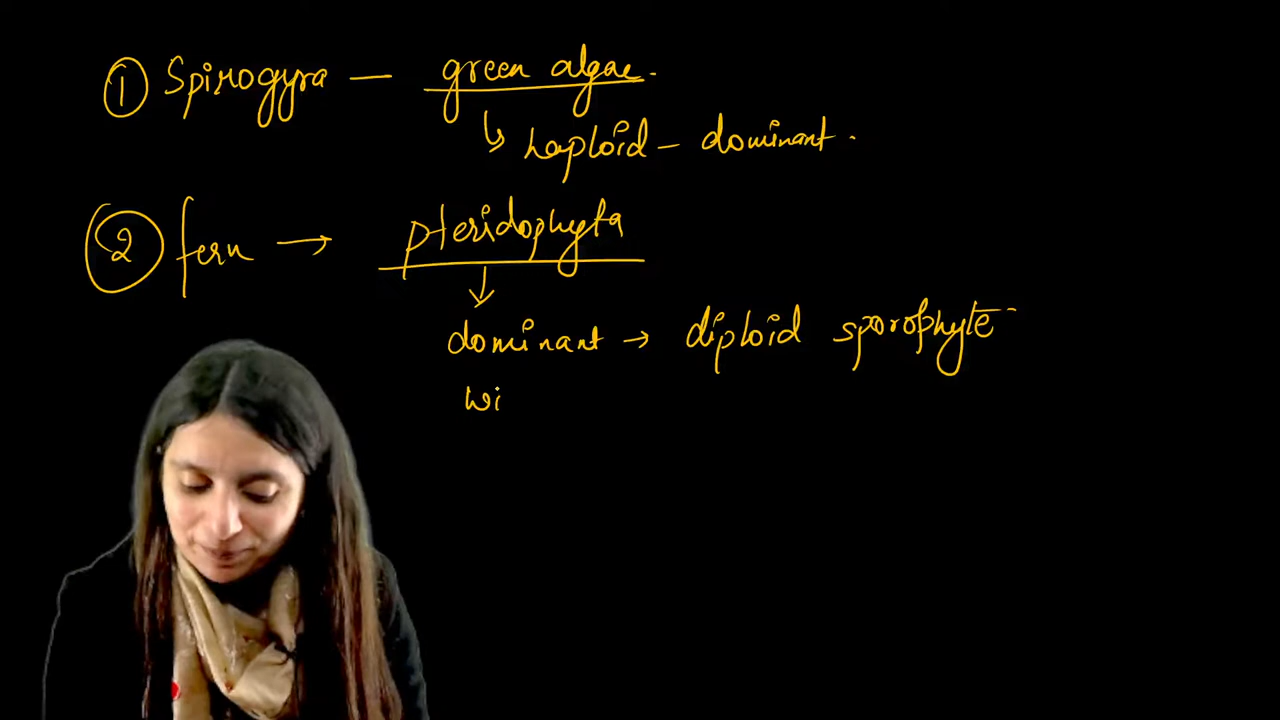 ① Spirogyra — green algae.
↳ haploid – dominant.
② fern → pteridophyta
↓
dominant → diploid sporophyte
wi